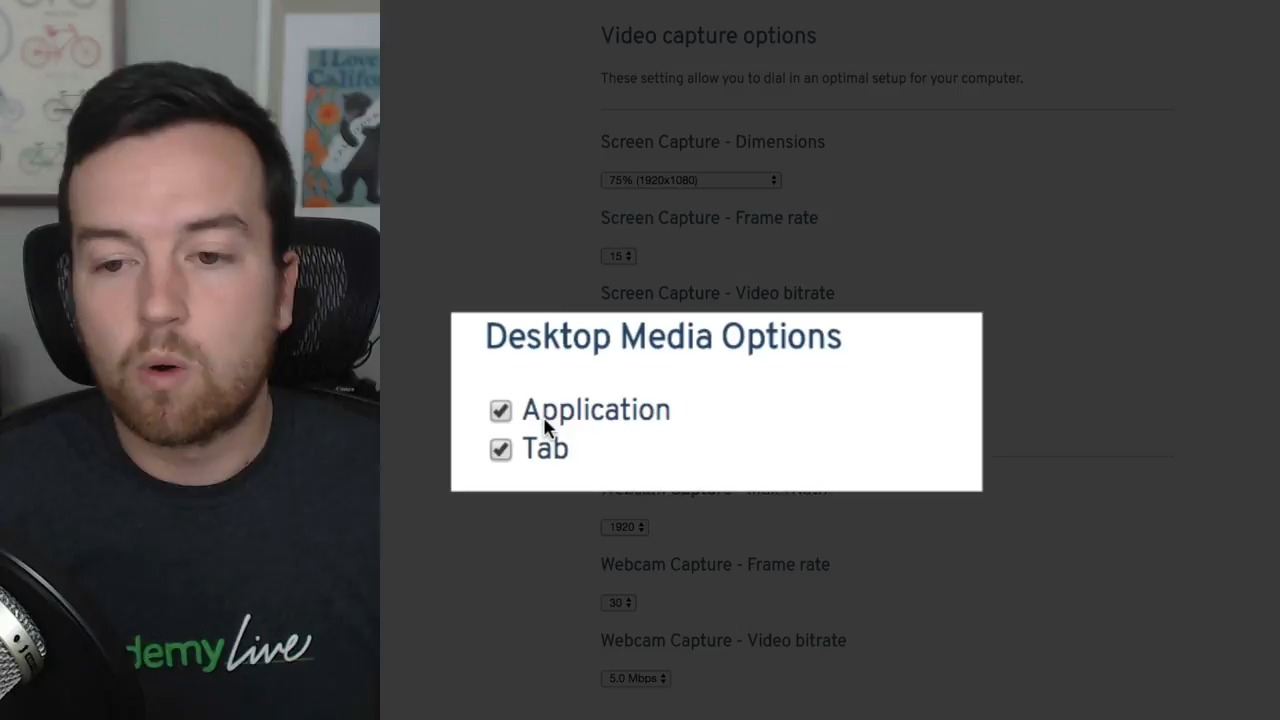 I Love
Video capture options
These setting allow you to dial in an optimal setup for your computer.
Screen Capture - Dimensions
75% (1920x1080)
Screen Capture - Frame rate
15
Screen Capture - Video bitrate
Desktop Media Options
Application
Tab
1920
Webcam Capture - Frame rate
30
Webcam Capture - Video bitrate
5.0 Mbps
demyLive